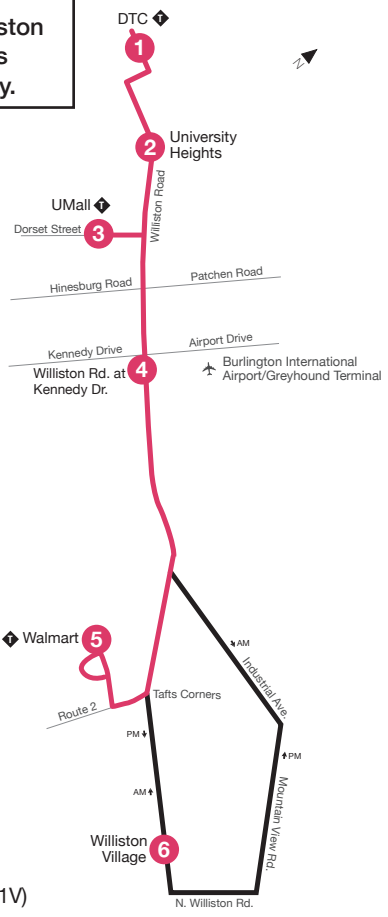 ston
s
y.
DTC T
1
N
2
University
Heights
Williston Road
UMall T
Dorset Street
3
Hinesburg Road
Patchen Road
Kennedy Drive
Airport Drive
4
Williston Rd. at
Kennedy Dr.
Burlington International
Airport/Greyhound Terminal
AM
Industrial Ave.
T Walmart
5
Tafts Corners
Route 2
PM
PM
AM
Mountain View Rd.
Williston
Village
6
1V)
N. Williston Rd.